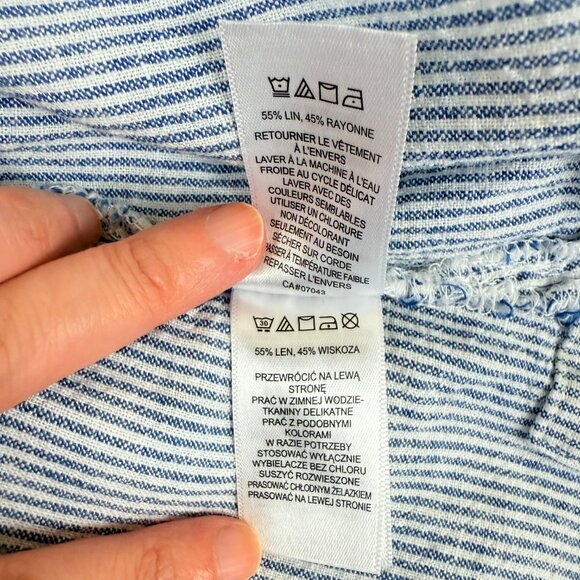 55% LIN, 45% RAYONNE
RETOURNER LE VÊTEMENT
À L'ENVERS
LAVER À LA MACHINE À L'EAU
FROIDE AU CYCLE DÉLICAT
LAVER AVEC DES
COULEURS SEMBLABLES
UTILISER UN CHLORURE
NON DÉCOLORANT
SEULEMENT AU BESOIN
SÉCHER SUR CORDE
PASSER À TEMPÉRATURE FAIBLE
REPASSER L'ENVERS
CA#07043
30
55% LEN, 45% WISKOZA
PRZEWRÓCIĆ NA LEWĄ
STRONĘ
PRAĆ W ZIMNEJ WODZIE-
TKANINY DELIKATNE
PRAĆ Z PODOBNYMI
KOLORAMI
W RAZIE POTRZEBY
STOSOWAĆ WYŁĄCZNIE
WYBIELACZE BEZ CHLORU
SUSZYĆ ROZWIESZONE
PRASOWAĆ CHŁODNYM ŻELAZKIEM
PRASOWAĆ NA LEWEJ STRONIE